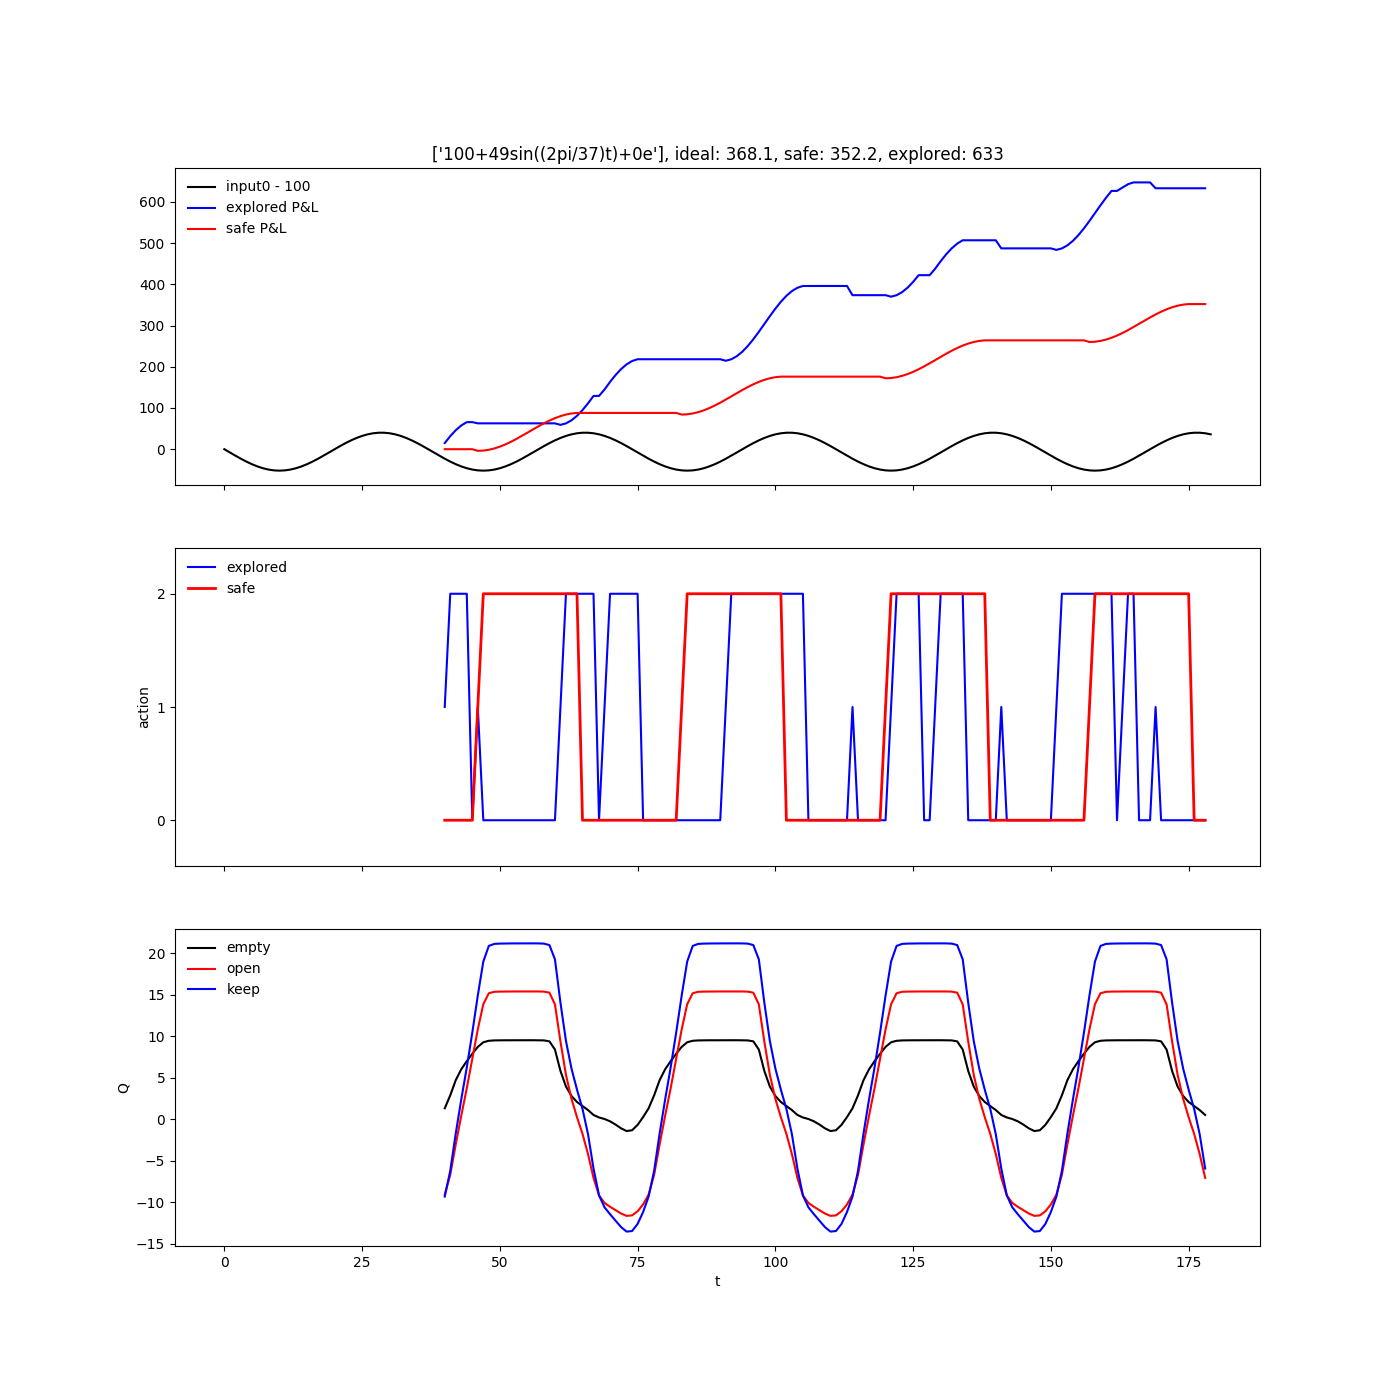 ['100+49sin((2pi/37)t)+0e'], ideal: 368.1, safe: 352.2, explored: 633
input0 - 100
explored P&L
safe P&L
600
500
400
300
200
100
0
explored
safe
2
1
0
action
empty
open
keep
20
15
10
5
0
−5
−10
−15
Q
0 25 50 75 100 125 150 175
t